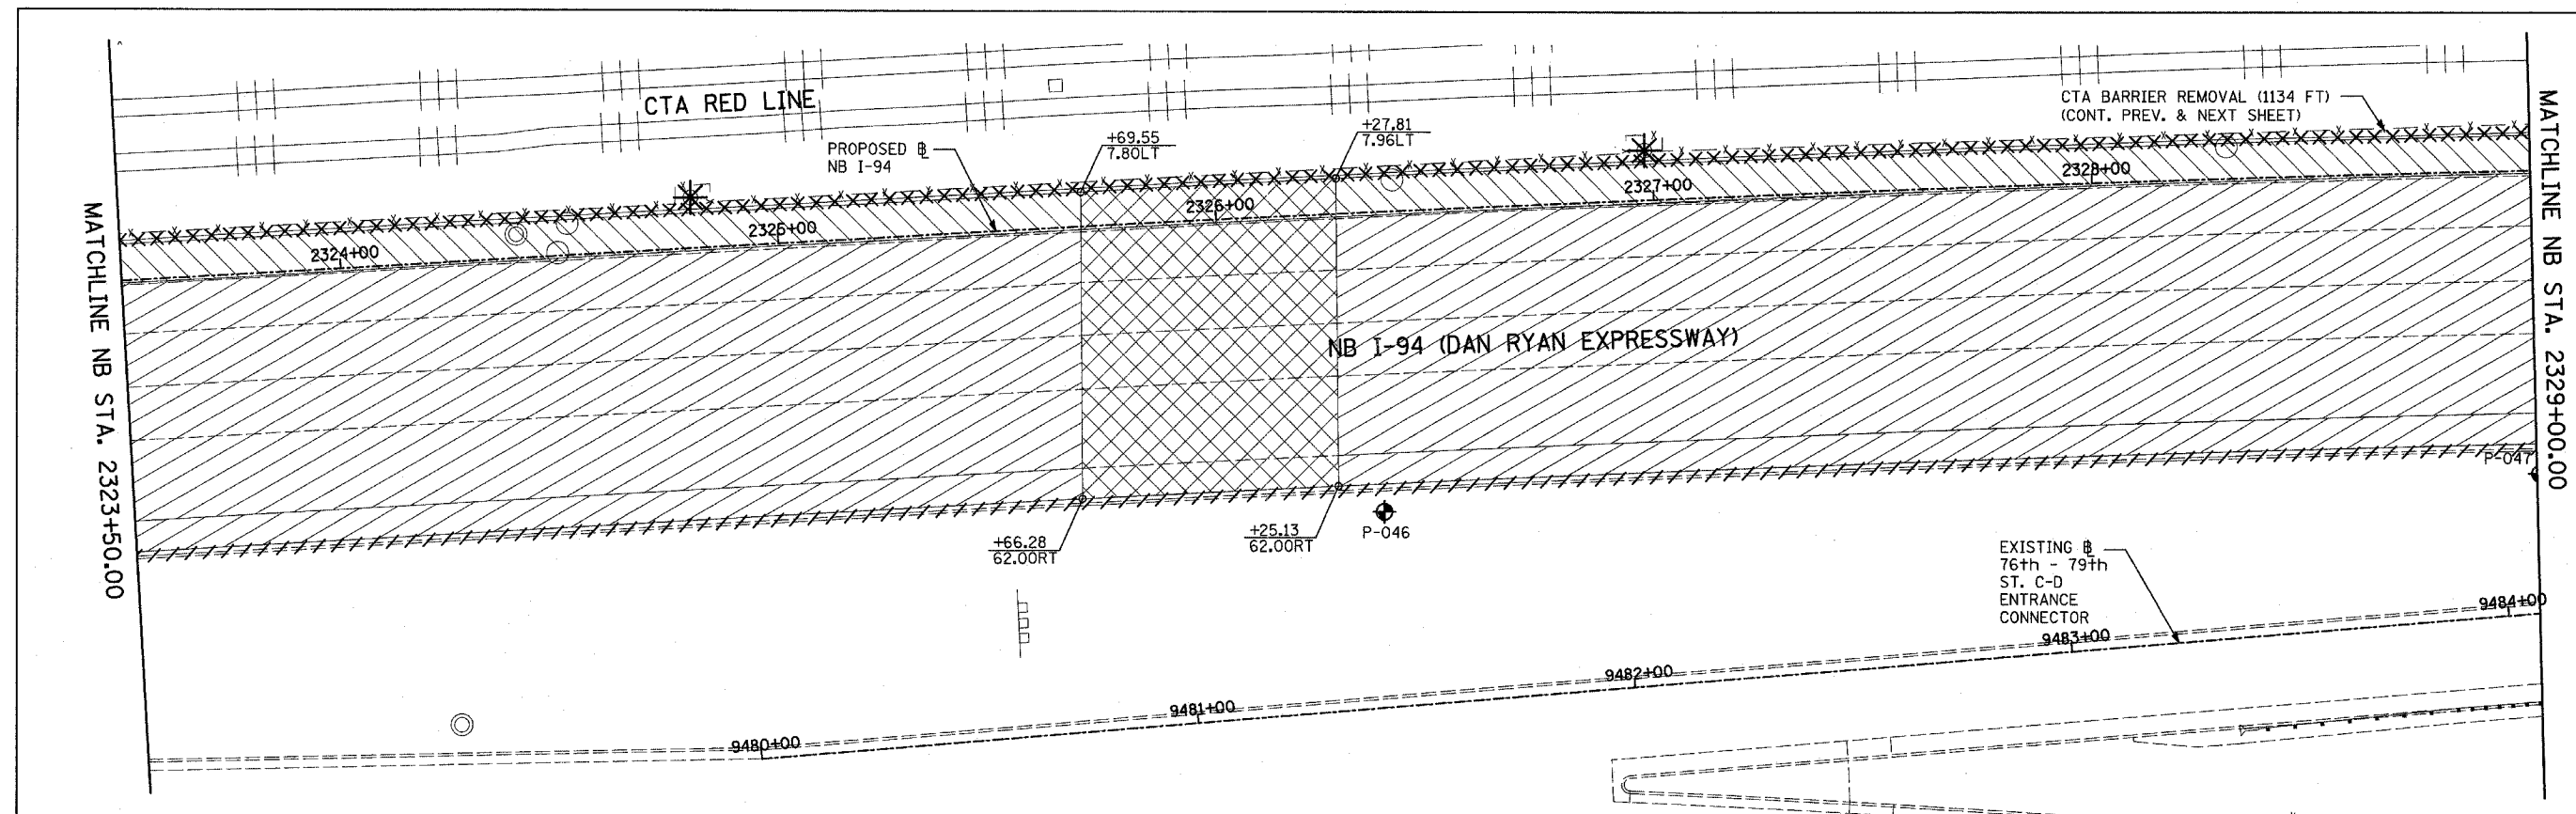 CTA RED LINE
CTA BARRIER REMOVAL (1134 FT)
(CONT. PREV. & NEXT SHEET)
PROPOSED ⅊
NB I-94
+69.55
7.80LT
+27.81
7.96LT
2324+00
2325+00
2326+00
2327+00
2328+00
MATCHLINE NB STA. 2323+50.00
MATCHLINE NB STA. 2329+00.00
NB I-94 (DAN RYAN EXPRESSWAY)
+66.28
62.00RT
+25.13
62.00RT
P-046
P-047
EXISTING ⅊
76th - 79th
ST. C-D
ENTRANCE
CONNECTOR
9480+00
9481+00
9482+00
9483+00
9484+00